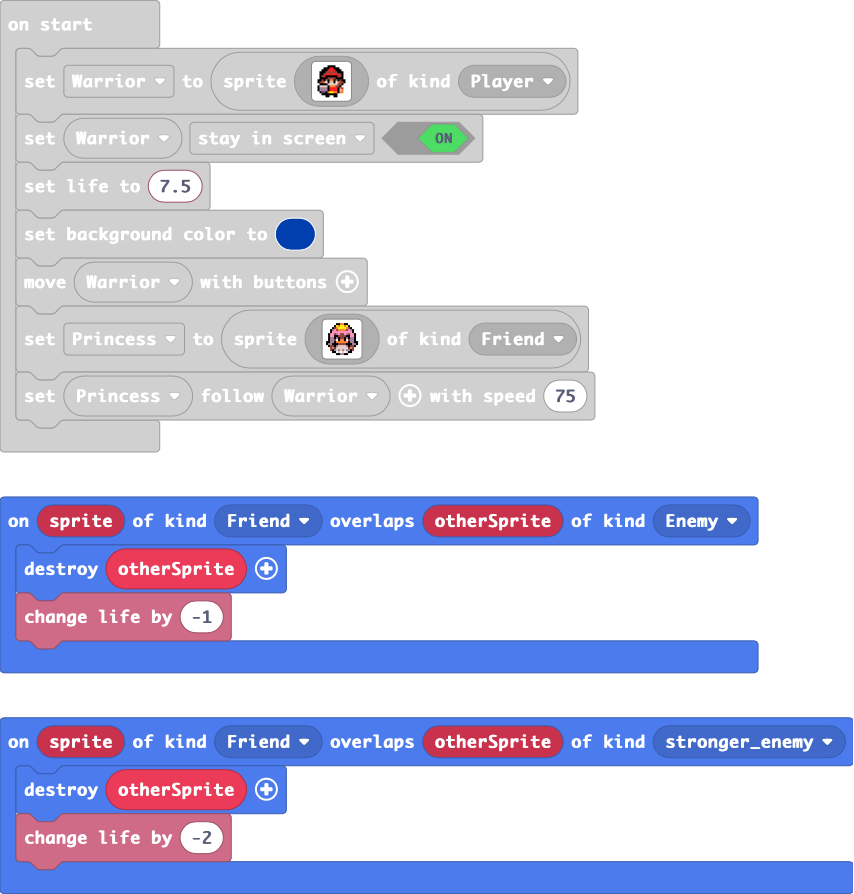 on start
set Warrior to sprite of kind Player
set Warrior stay in screen ON
set life to 7.5
set background color to
move Warrior with buttons
set Princess to sprite of kind Friend
set Princess follow Warrior with speed 75
on sprite of kind Friend overlaps otherSprite of kind Enemy
destroy otherSprite
change life by -1
on sprite of kind Friend overlaps otherSprite of kind stronger_enemy
destroy otherSprite
change life by -2